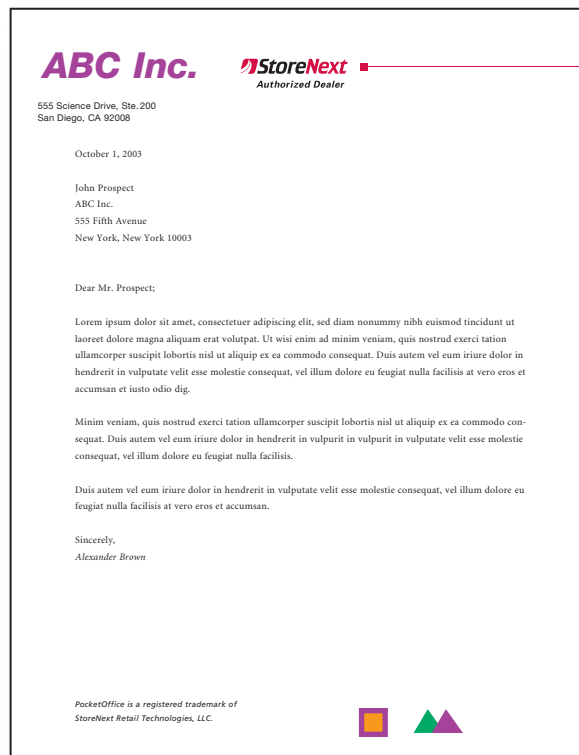 ABC Inc.
StoreNext
Authorized Dealer
555 Science Drive, Ste. 200
San Diego, CA 92008
October 1, 2003
John Prospect
ABC Inc.
555 Fifth Avenue
New York, New York 10003
Dear Mr. Prospect;
Lorem ipsum dolor sit amet, consectetuer adipiscing elit, sed diam nonummy nibh euismod tincidunt ut
laoreet dolore magna aliquam erat volutpat. Ut wisi enim ad minim veniam, quis nostrud exerci tation
ullamcorper suscipit lobortis nisl ut aliquip ex ea commodo consequat. Duis autem vel eum iriure dolor in
hendrerit in vulputate velit esse molestie consequat, vel illum dolore eu feugiat nulla facilisis at vero eros et
accumsan et iusto odio dig.
Minim veniam, quis nostrud exerci tation ullamcorper suscipit lobortis nisl ut aliquip ex ea commodo con-
sequat. Duis autem vel eum iriure dolor in hendrerit in vulpurit in vulpurit in vulputate velit esse molestie
consequat, vel illum dolore eu feugiat nulla facilisis.
Duis autem vel eum iriure dolor in hendrerit in vulputate velit esse molestie consequat, vel illum dolore eu
feugiat nulla facilisis at vero eros et accumsan.
Sincerely,
Alexander Brown
PocketOffice is a registered trademark of
StoreNext Retail Technologies, LLC.